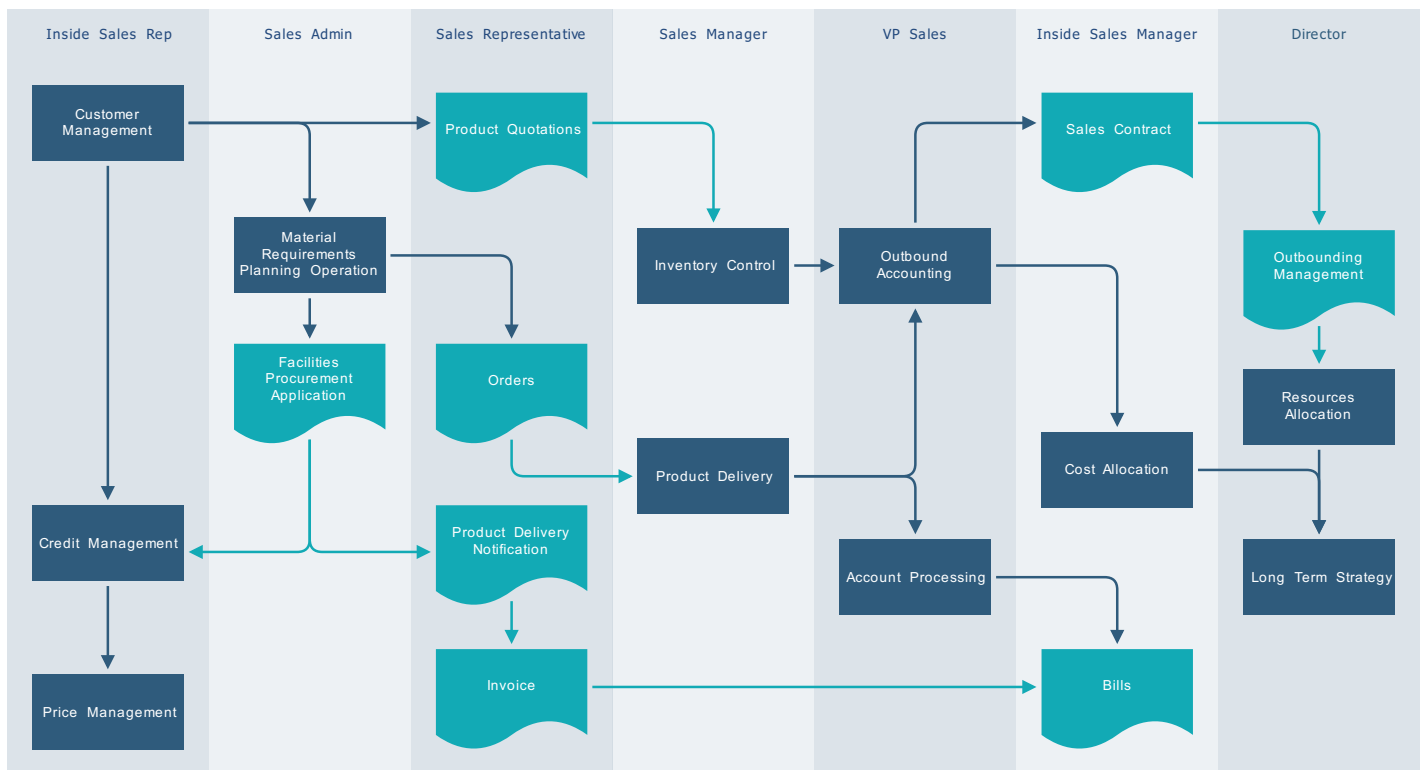 Inside Sales Rep
Sales Admin
Sales Representative
Sales Manager
VP Sales
Inside Sales Manager
Director
Customer
Management
Product Quotations
Sales Contract
Material
Requirements
Planning Operation
Inventory Control
Outbound
Accounting
Outbounding
Management
Facilities
Procurement
Application
Orders
Resources
Allocation
Product Delivery
Cost Allocation
Credit Management
Product Delivery
Notification
Account Processing
Long Term Strategy
Price Management
Invoice
Bills